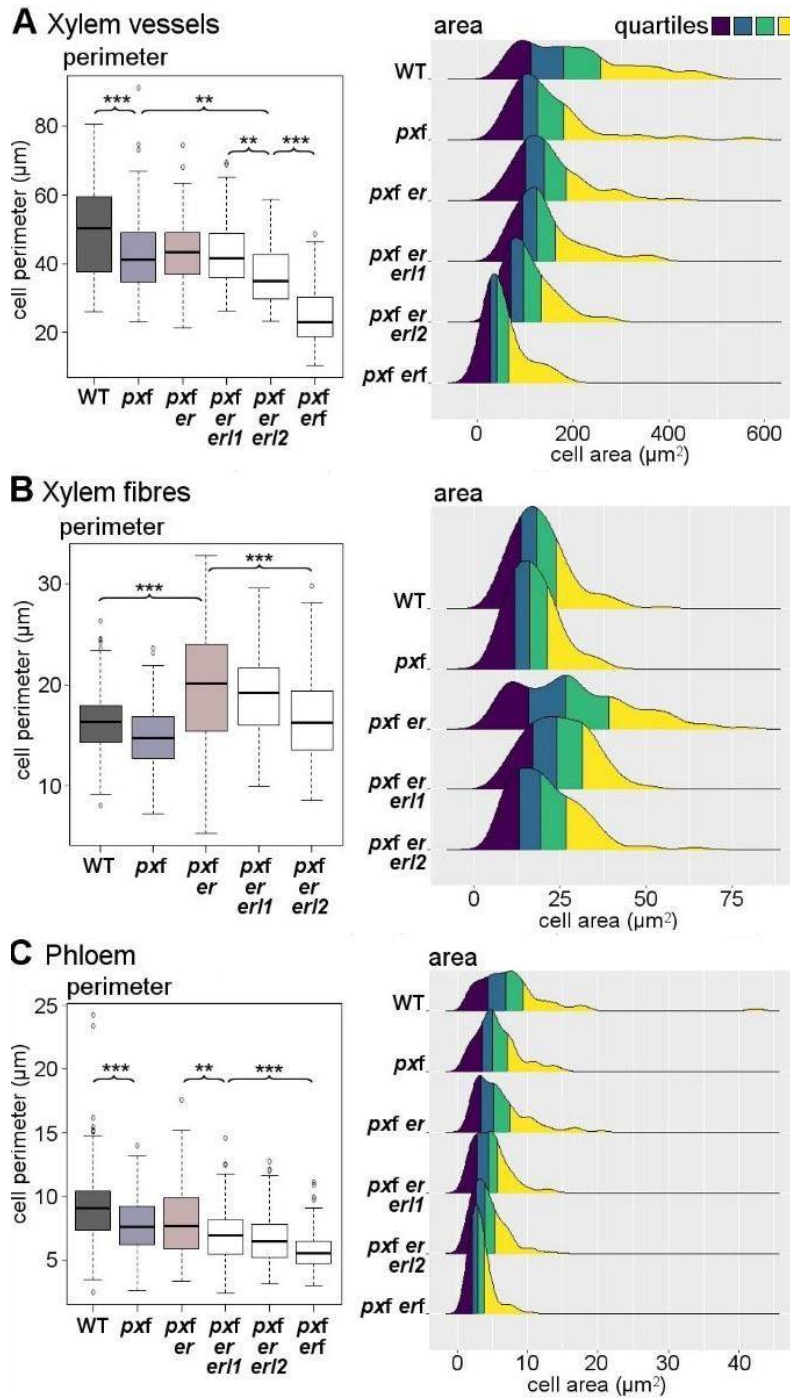 A Xylem vessels
perimeter
cell perimeter (µm)
80
60
40
20
***
**
**
***
WT
pxf
pxf er
pxf er erl1
pxf er erl2
pxf erf
area
quartiles
WT
pxf
pxf er
pxf er erl1
pxf er erl2
pxf erf
0 200 400 600
cell area (µm²)
B Xylem fibres
perimeter
cell perimeter (µm)
30
20
10
***
***
WT
pxf
pxf er
pxf er erl1
pxf er erl2
area
WT
pxf
pxf er
pxf er erl1
pxf er erl2
0 25 50 75
cell area (µm²)
C Phloem
perimeter
cell perimeter (µm)
25
20
15
10
5
***
**
***
WT
pxf
pxf er
pxf er erl1
pxf er erl2
pxf erf
area
WT
pxf
pxf er
pxf er erl1
pxf er erl2
pxf erf
0 10 20 30 40
cell area (µm²)